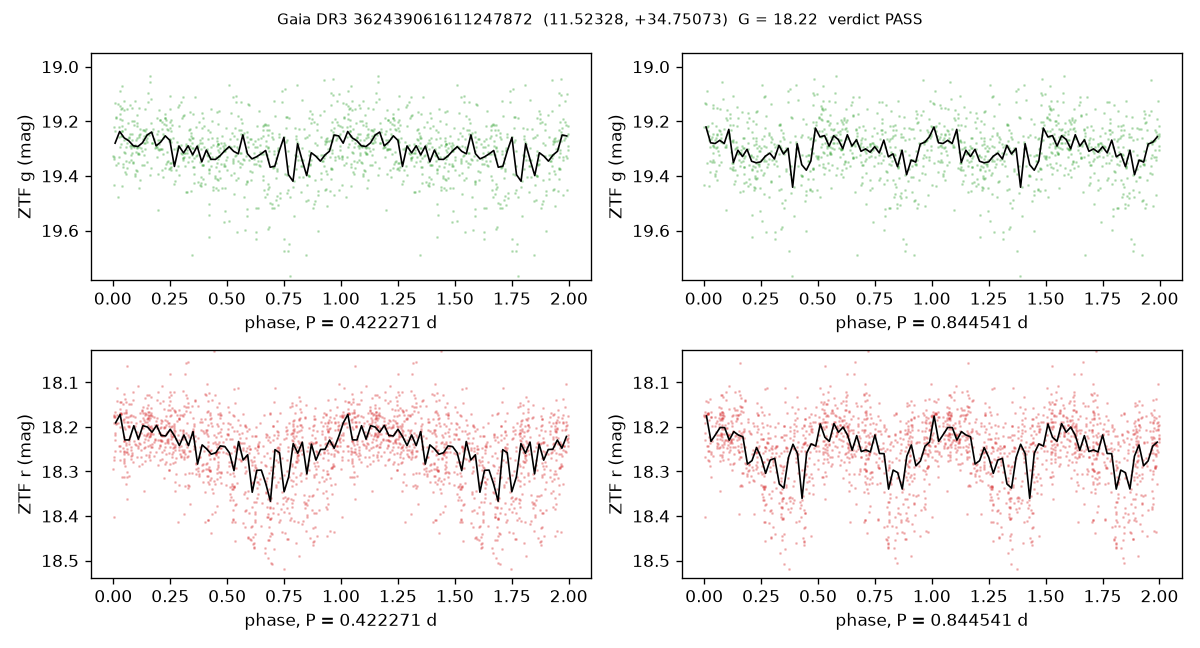 Gaia DR3 362439061611247872  (11.52328, +34.75073)  G = 18.22  verdict PASS
ZTF g (mag)
19.0
19.2
19.4
19.6
0.00 0.25 0.50 0.75 1.00 1.25 1.50 1.75 2.00
phase, P = 0.422271 d
ZTF g (mag)
19.0
19.2
19.4
19.6
0.00 0.25 0.50 0.75 1.00 1.25 1.50 1.75 2.00
phase, P = 0.844541 d
ZTF r (mag)
18.1
18.2
18.3
18.4
18.5
0.00 0.25 0.50 0.75 1.00 1.25 1.50 1.75 2.00
phase, P = 0.422271 d
ZTF r (mag)
18.1
18.2
18.3
18.4
18.5
0.00 0.25 0.50 0.75 1.00 1.25 1.50 1.75 2.00
phase, P = 0.844541 d